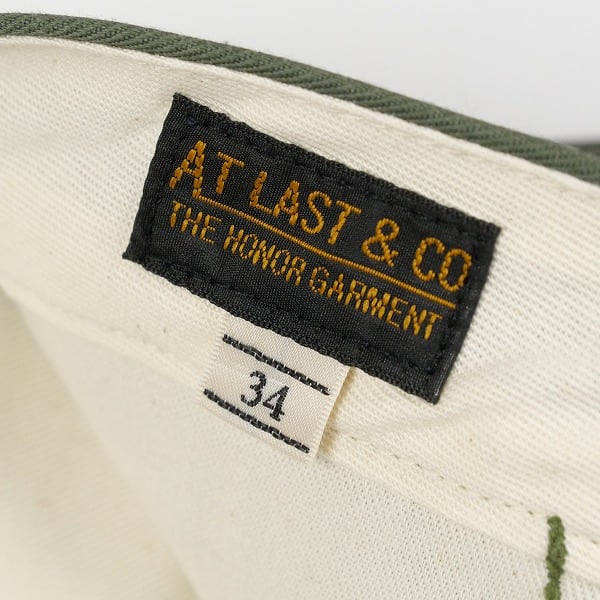 AT LAST & CO
THE HONOR GARMENT
34